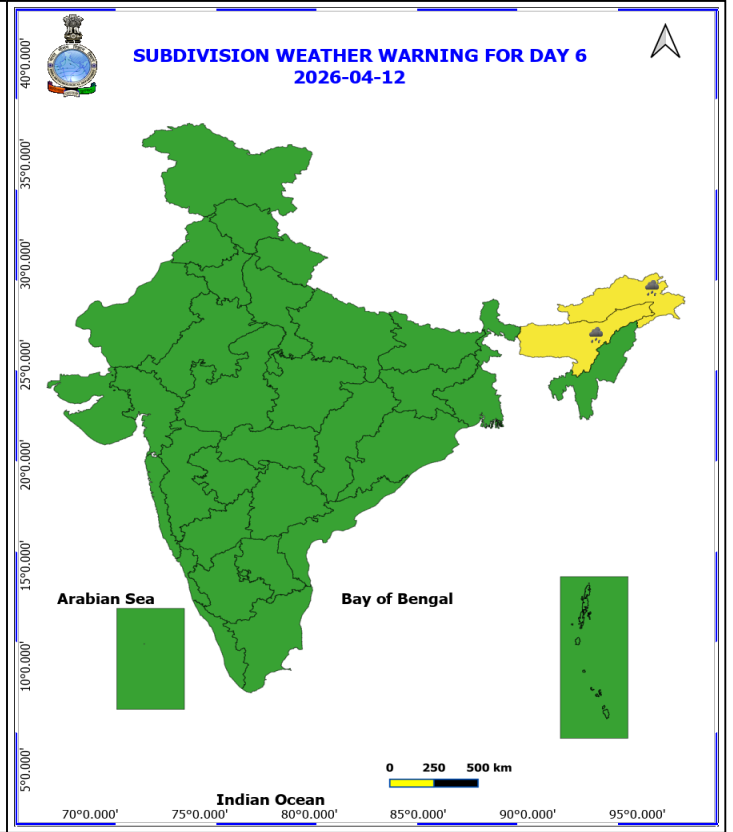 SUBDIVISION WEATHER WARNING FOR DAY 6
2026-04-12
40°0.000'
35°0.000'
30°0.000'
25°0.000'
20°0.000'
15°0.000'
10°0.000'
5°0.000'
Arabian Sea
Bay of Bengal
0 250 500 km
Indian Ocean
70°0.000' 75°0.000' 80°0.000' 85°0.000' 90°0.000' 95°0.000'